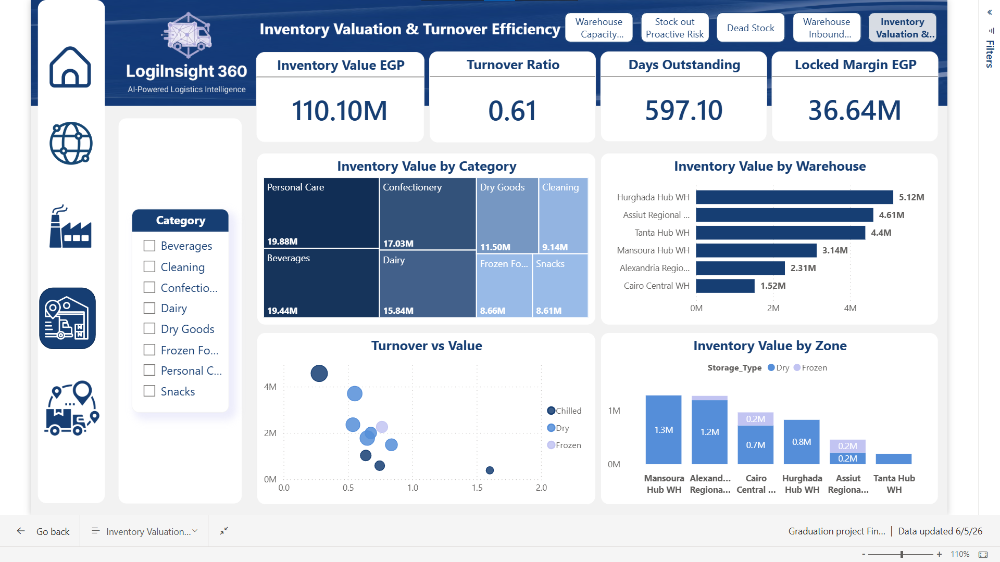 Inventory Valuation & Turnover Efficiency
Warehouse
Capacity...
Stock out
Proactive Risk
Dead Stock
Warehouse
Inbound...
Inventory
Valuation &..
«
Filters
LogiInsight 360
AI-Powered Logistics Intelligence
Inventory Value EGP
110.10M
Turnover Ratio
0.61
Days Outstanding
597.10
Locked Margin EGP
36.64M
Category
Beverages
Cleaning
Confectio...
Dairy
Dry Goods
Frozen Fo...
Personal C...
Snacks
Inventory Value by Category
Personal Care
19.88M
Beverages
19.44M
Confectionery
17.03M
Dairy
15.84M
Dry Goods
11.50M
Cleaning
9.14M
Frozen Fo...
8.66M
Snacks
8.61M
Inventory Value by Warehouse
Hurghada Hub WH 5.12M
Assiut Regional ... 4.61M
Tanta Hub WH 4.4M
Mansoura Hub WH 3.14M
Alexandria Regio... 2.31M
Cairo Central WH 1.52M
0M 2M 4M
Turnover vs Value
4M
2M
0M
0.0 0.5 1.0 1.5 2.0
Chilled
Dry
Frozen
Inventory Value by Zone
Storage_Type Dry Frozen
1M
0M
1.3M
1.2M
0.2M
0.7M
0.8M
0.2M
0.2M
Mansoura
Hub WH
Alexand...
Regiona...
Cairo
Central ...
Hurghada
Hub WH
Assiut
Regiona...
Tanta Hub
WH
Go back
Inventory Valuation...
Graduation project Fin... | Data updated 6/5/26
- + 110%